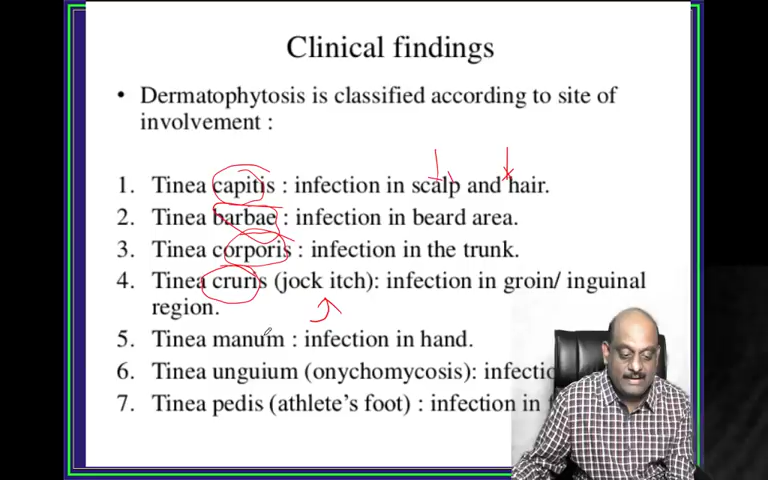 Clinical findings
• Dermatophytosis is classified according to site of
involvement :
1. Tinea capitis : infection in scalp and hair.
2. Tinea barbae : infection in beard area.
3. Tinea corporis : infection in the trunk.
4. Tinea cruris (jock itch): infection in groin/ inguinal
region.
5. Tinea manum : infection in hand.
6. Tinea unguium (onychomycosis): infectio
7. Tinea pedis (athlete's foot) : infection in